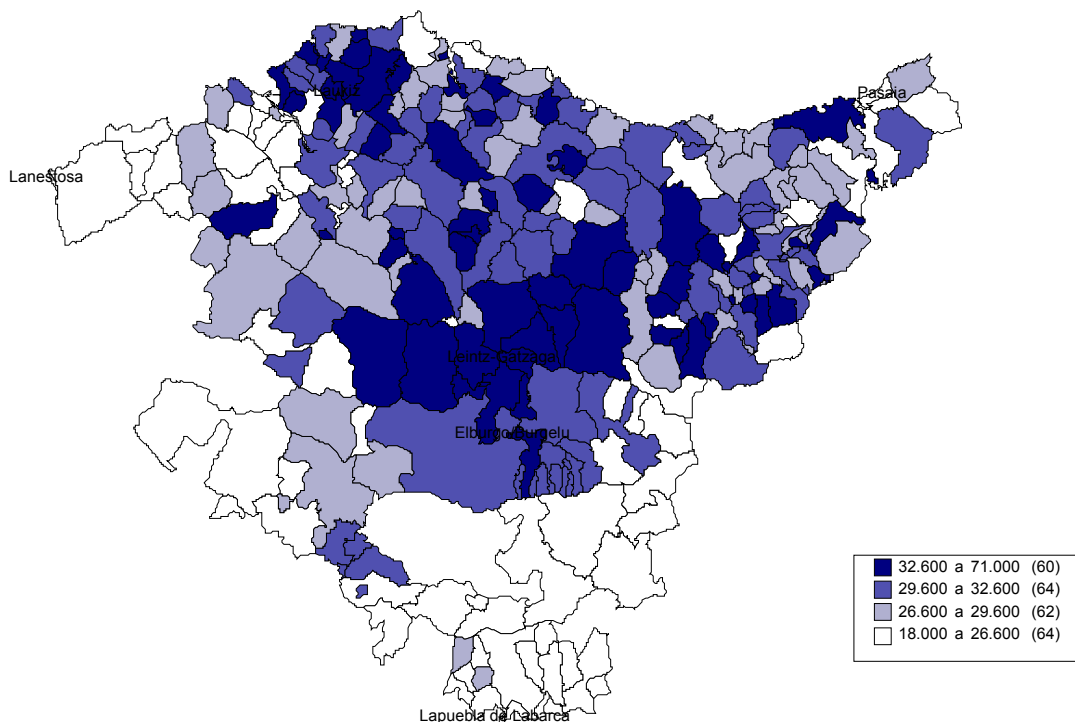 Laukiz
Pasaia
Lanestosa
Leintz-Gatzaga
Elburgo/Burgelu
32.600 a 71.000 (60)
29.600 a 32.600 (64)
26.600 a 29.600 (62)
18.000 a 26.600 (64)
Lapuebla de Labarca